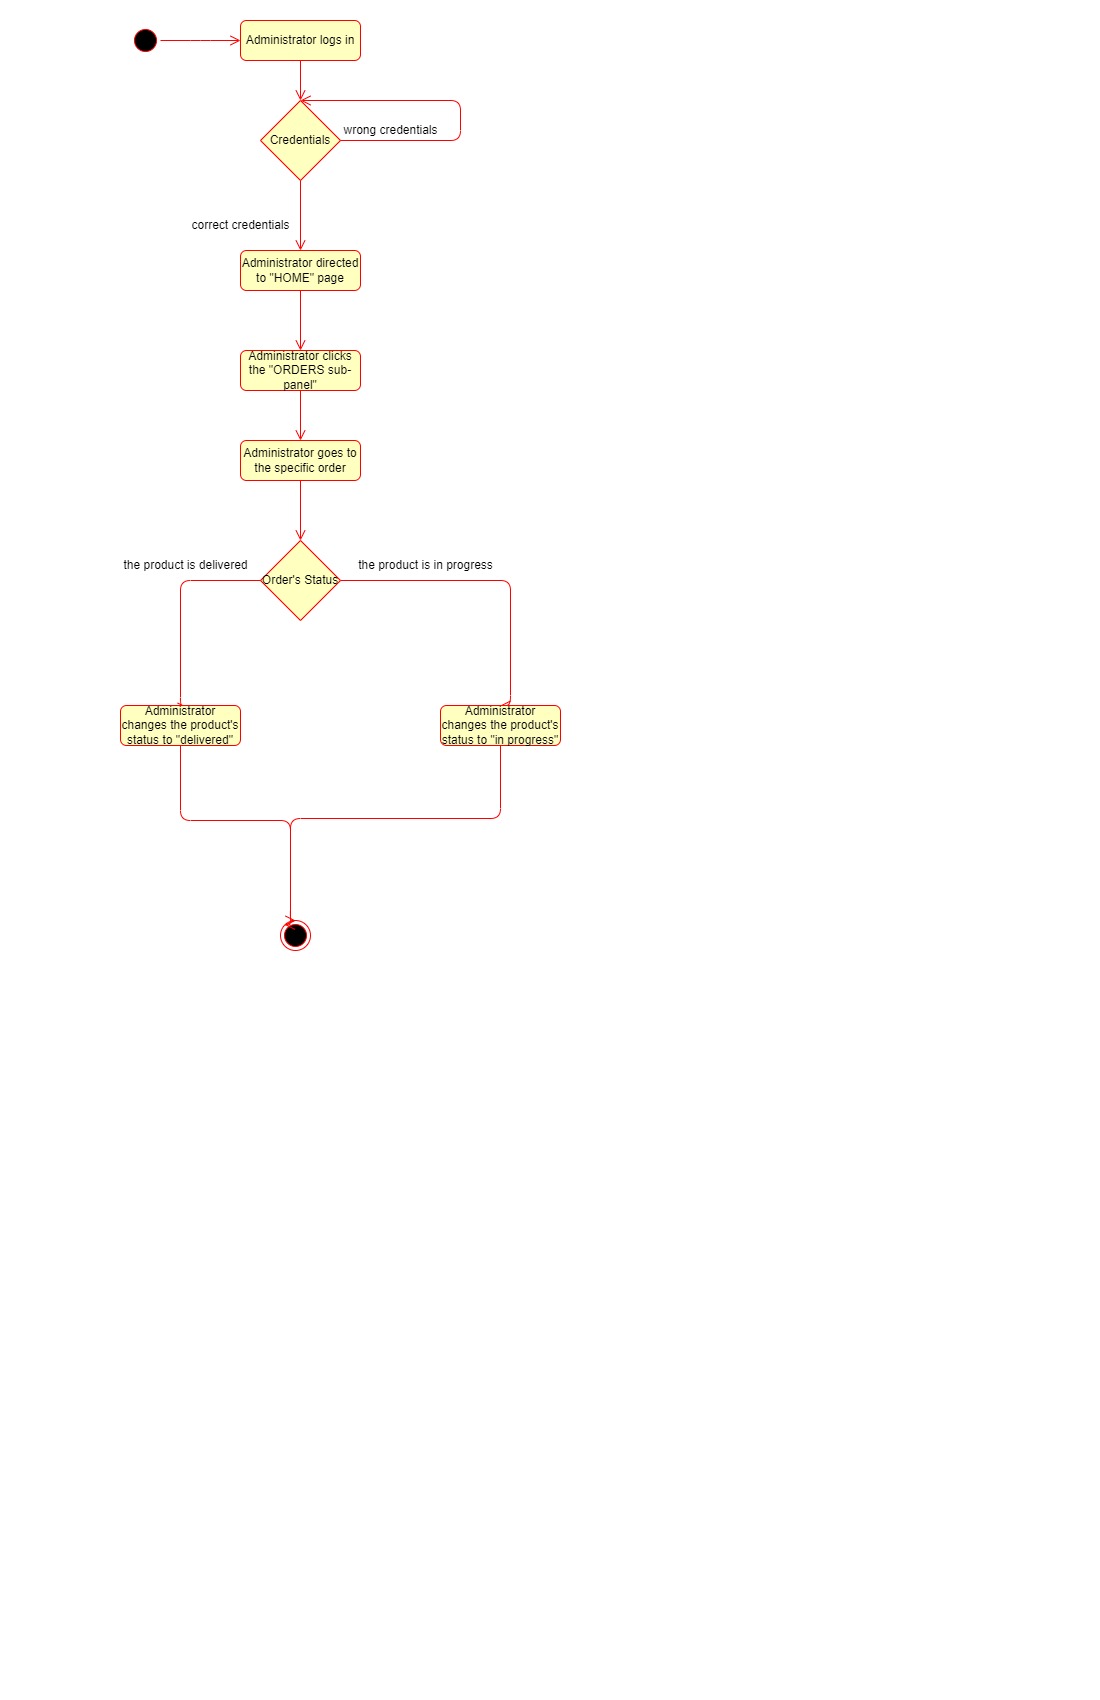 Administrator logs in
wrong credentials
Credentials
correct credentials
Administrator directed
to "HOME" page
Administrator clicks
the "ORDERS sub-
panel"
Administrator goes to
the specific order
the product is delivered
the product is in progress
Order's Status
Administrator
changes the product's
status to "delivered"
Administrator
changes the product's
status to "in progress"